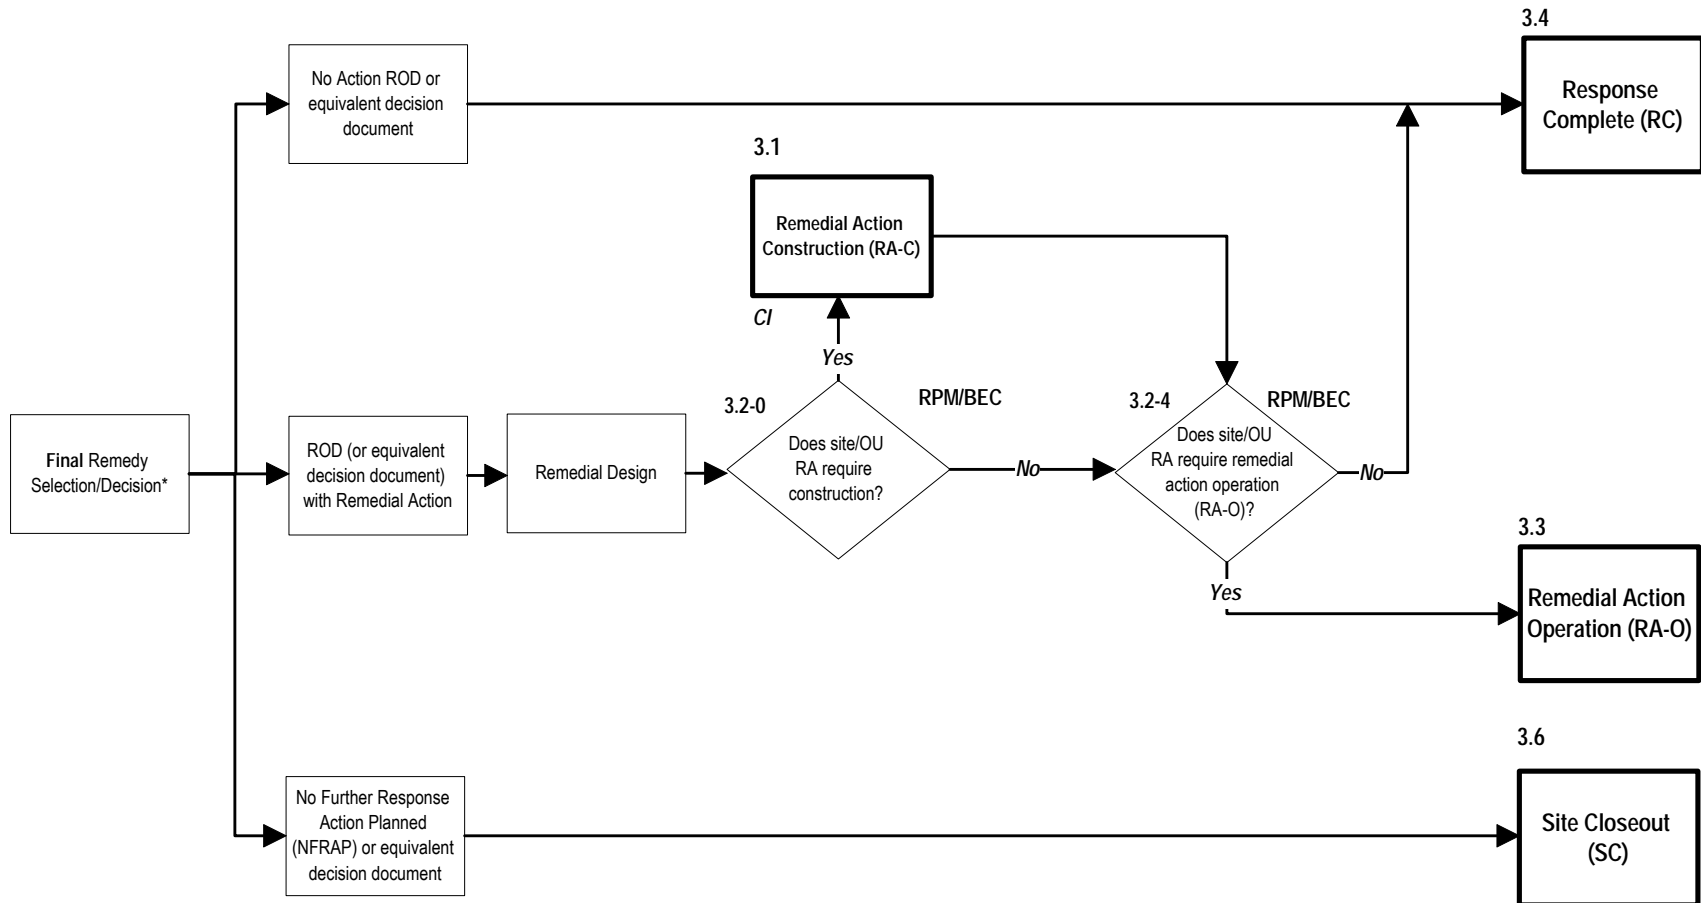 3.4
No Action ROD or
equivalent decision
document
Response
Complete (RC)
3.1
Remedial Action
Construction (RA-C)
CI
Yes
3.2-0
RPM/BEC
3.2-4
RPM/BEC
Final Remedy
Selection/Decision*
ROD (or equivalent
decision document)
with Remedial Action
Remedial Design
Does site/OU
RA require
construction?
No
Does site/OU
RA require remedial
action operation
(RA-O)?
No
Yes
3.3
Remedial Action
Operation (RA-O)
3.6
No Further Response
Action Planned
(NFRAP) or equivalent
decision document
Site Closeout
(SC)